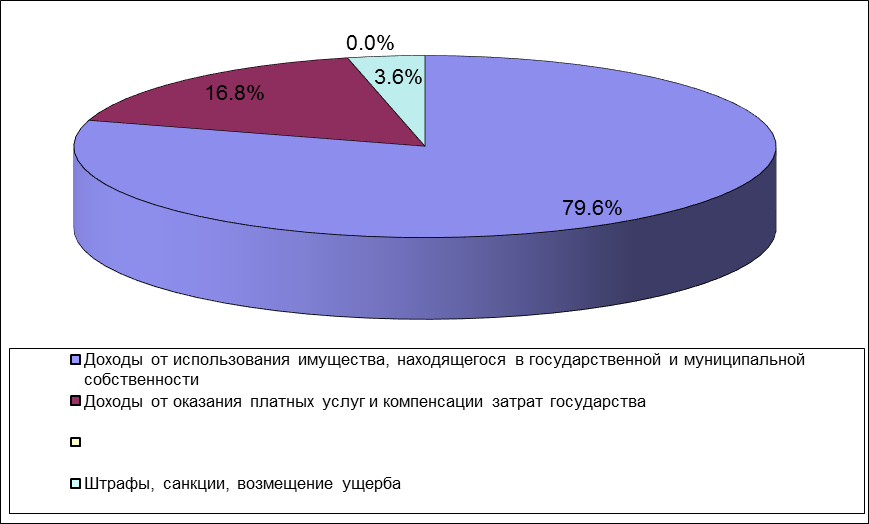 0.0%
3.6%
16.8%
79.6%
Доходы от использования имущества, находящегося в государственной и муниципальной
собственности
Доходы от оказания платных услуг и компенсации затрат государства
Штрафы, санкции, возмещение ущерба